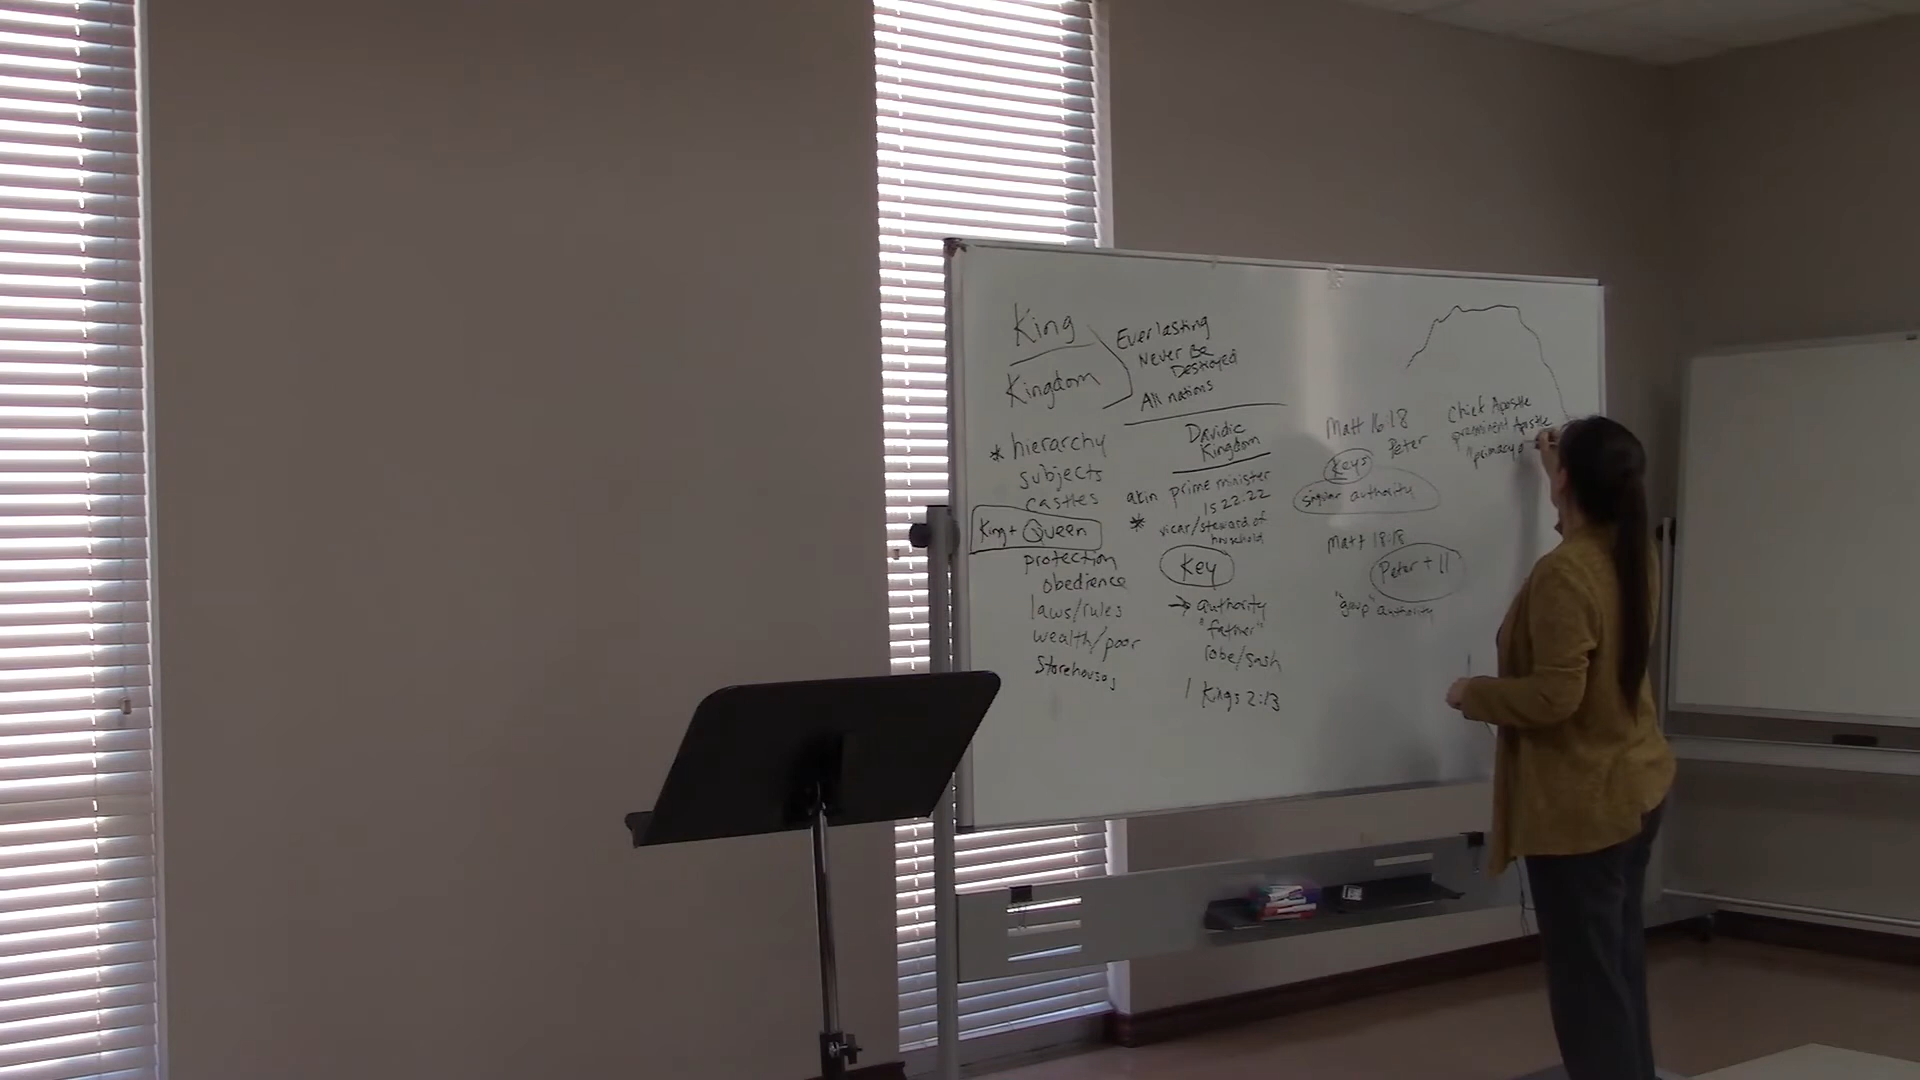 King
Kingdom
Everlasting
Never Be
Destroyed
All nations
* hierarchy
subjects
castles
King + Queen
protection
obedience
laws/rules
wealth/poor
Storehouses
Davidic
Kingdom
akin prime minister
Is 22:22
* vicar/steward of
household
Key
→ authority
"father"
robe/sash
1 Kings 2:13
Matt 16:18
Peter
Keys
singular authority
Matt 18:18
Peter + 11
"group" authority
Chief Apostle
preeminent Apostle
"primacy o